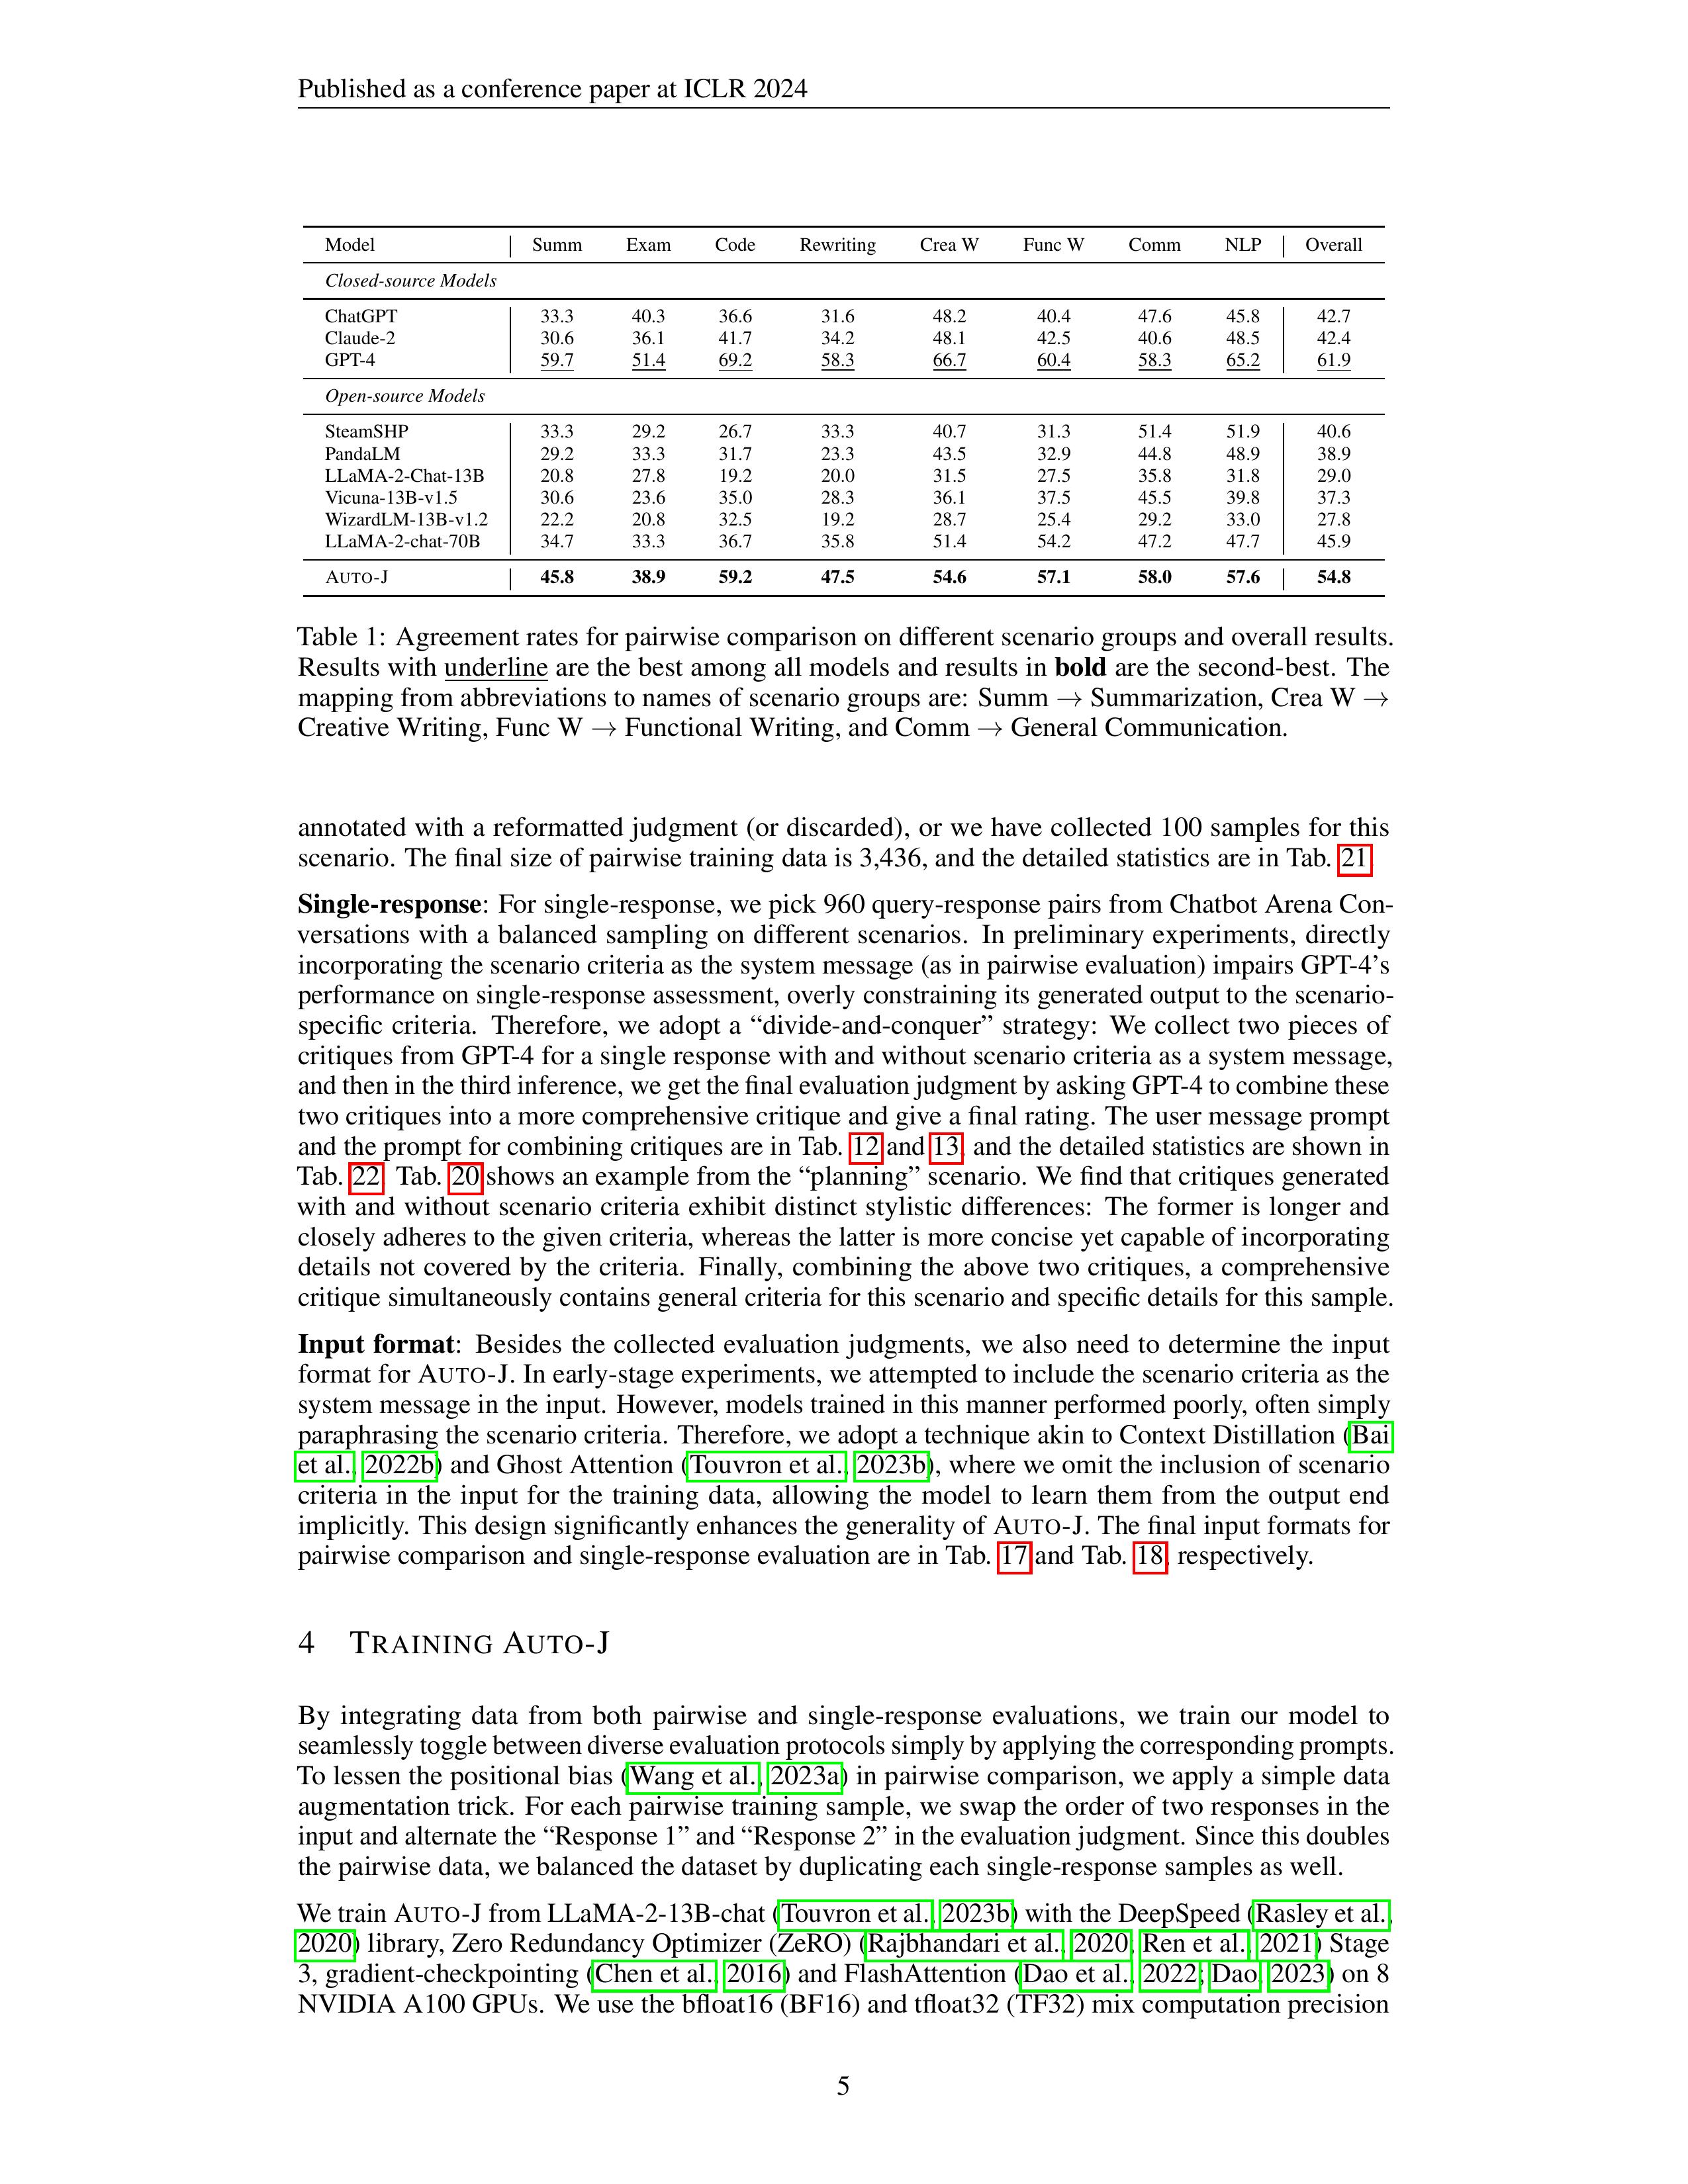 Published as a conference paper at ICLR 2024
Model Summ Exam Code Rewriting Crea W Func W Comm NLP Overall
Closed-source Models
ChatGPT 33.3 40.3 36.6 31.6 48.2 40.4 47.6 45.8 42.7
Claude-2 30.6 36.1 41.7 34.2 48.1 42.5 40.6 48.5 42.4
GPT-4 59.7 51.4 69.2 58.3 66.7 60.4 58.3 65.2 61.9
Open-source Models
SteamSHP 33.3 29.2 26.7 33.3 40.7 31.3 51.4 51.9 40.6
PandaLM 29.2 33.3 31.7 23.3 43.5 32.9 44.8 48.9 38.9
LLaMA-2-Chat-13B 20.8 27.8 19.2 20.0 31.5 27.5 35.8 31.8 29.0
Vicuna-13B-v1.5 30.6 23.6 35.0 28.3 36.1 37.5 45.5 39.8 37.3
WizardLM-13B-v1.2 22.2 20.8 32.5 19.2 28.7 25.4 29.2 33.0 27.8
LLaMA-2-chat-70B 34.7 33.3 36.7 35.8 51.4 54.2 47.2 47.7 45.9
AUTO-J 45.8 38.9 59.2 47.5 54.6 57.1 58.0 57.6 54.8
Table 1: Agreement rates for pairwise comparison on different scenario groups and overall results.
Results with underline are the best among all models and results in bold are the second-best. The
mapping from abbreviations to names of scenario groups are: Summ → Summarization, Crea W →
Creative Writing, Func W → Functional Writing, and Comm → General Communication.
annotated with a reformatted judgment (or discarded), or we have collected 100 samples for this
scenario. The final size of pairwise training data is 3,436, and the detailed statistics are in Tab. 21.
Single-response: For single-response, we pick 960 query-response pairs from Chatbot Arena Con-
versations with a balanced sampling on different scenarios. In preliminary experiments, directly
incorporating the scenario criteria as the system message (as in pairwise evaluation) impairs GPT-4’s
performance on single-response assessment, overly constraining its generated output to the scenario-
specific criteria. Therefore, we adopt a “divide-and-conquer” strategy: We collect two pieces of
critiques from GPT-4 for a single response with and without scenario criteria as a system message,
and then in the third inference, we get the final evaluation judgment by asking GPT-4 to combine these
two critiques into a more comprehensive critique and give a final rating. The user message prompt
and the prompt for combining critiques are in Tab. 12 and 13, and the detailed statistics are shown in
Tab. 22. Tab. 20 shows an example from the “planning” scenario. We find that critiques generated
with and without scenario criteria exhibit distinct stylistic differences: The former is longer and
closely adheres to the given criteria, whereas the latter is more concise yet capable of incorporating
details not covered by the criteria. Finally, combining the above two critiques, a comprehensive
critique simultaneously contains general criteria for this scenario and specific details for this sample.
Input format: Besides the collected evaluation judgments, we also need to determine the input
format for AUTO-J. In early-stage experiments, we attempted to include the scenario criteria as the
system message in the input. However, models trained in this manner performed poorly, often simply
paraphrasing the scenario criteria. Therefore, we adopt a technique akin to Context Distillation (Bai
et al., 2022b) and Ghost Attention (Touvron et al., 2023b), where we omit the inclusion of scenario
criteria in the input for the training data, allowing the model to learn them from the output end
implicitly. This design significantly enhances the generality of AUTO-J. The final input formats for
pairwise comparison and single-response evaluation are in Tab. 17 and Tab. 18, respectively.
4 TRAINING AUTO-J
By integrating data from both pairwise and single-response evaluations, we train our model to
seamlessly toggle between diverse evaluation protocols simply by applying the corresponding prompts.
To lessen the positional bias (Wang et al., 2023a) in pairwise comparison, we apply a simple data
augmentation trick. For each pairwise training sample, we swap the order of two responses in the
input and alternate the “Response 1” and “Response 2” in the evaluation judgment. Since this doubles
the pairwise data, we balanced the dataset by duplicating each single-response samples as well.
We train AUTO-J from LLaMA-2-13B-chat (Touvron et al., 2023b) with the DeepSpeed (Rasley et al.,
2020) library, Zero Redundancy Optimizer (ZeRO) (Rajbhandari et al., 2020; Ren et al., 2021) Stage
3, gradient-checkpointing (Chen et al., 2016) and FlashAttention (Dao et al., 2022; Dao, 2023) on 8
NVIDIA A100 GPUs. We use the bfloat16 (BF16) and tfloat32 (TF32) mix computation precision
5